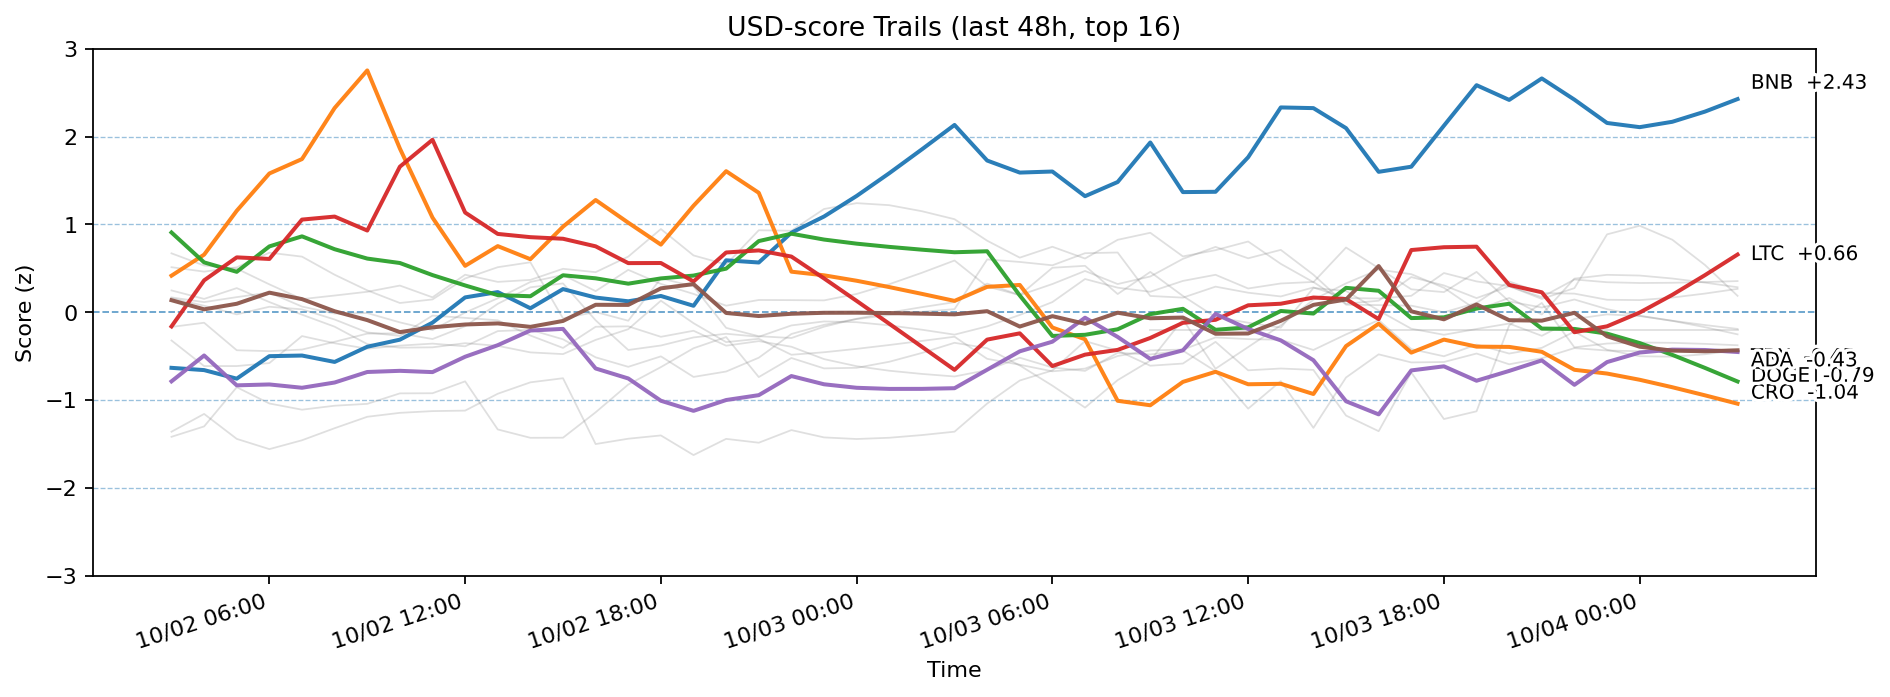 USD-score Trails (last 48h, top 16)
3
2
1
0
−1
−2
−3
Score (z)
BNB +2.43
LTC +0.66
ADA -0.43
DOGE -0.79
CRO -1.04
10/02 06:00
10/02 12:00
10/02 18:00
10/03 00:00
10/03 06:00
10/03 12:00
10/03 18:00
10/04 00:00
Time